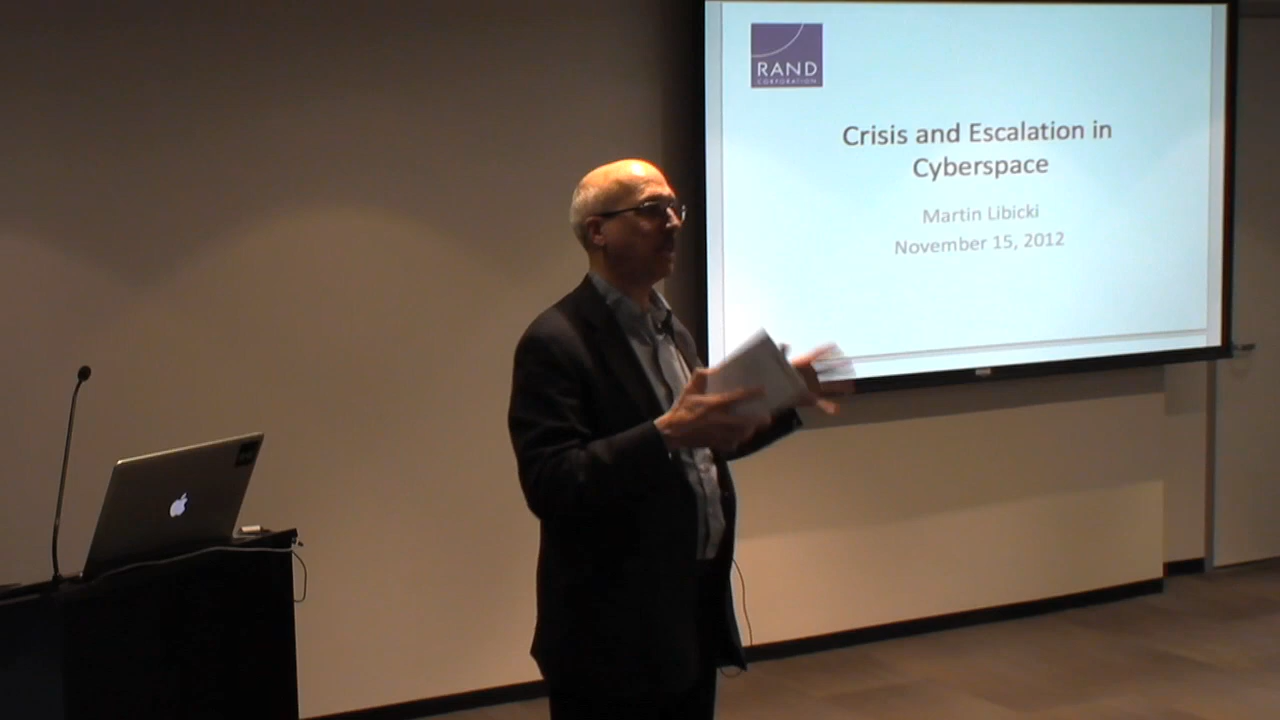 RAND
CORPORATION
Crisis and Escalation in
Cyberspace
Martin Libicki
November 15, 2012